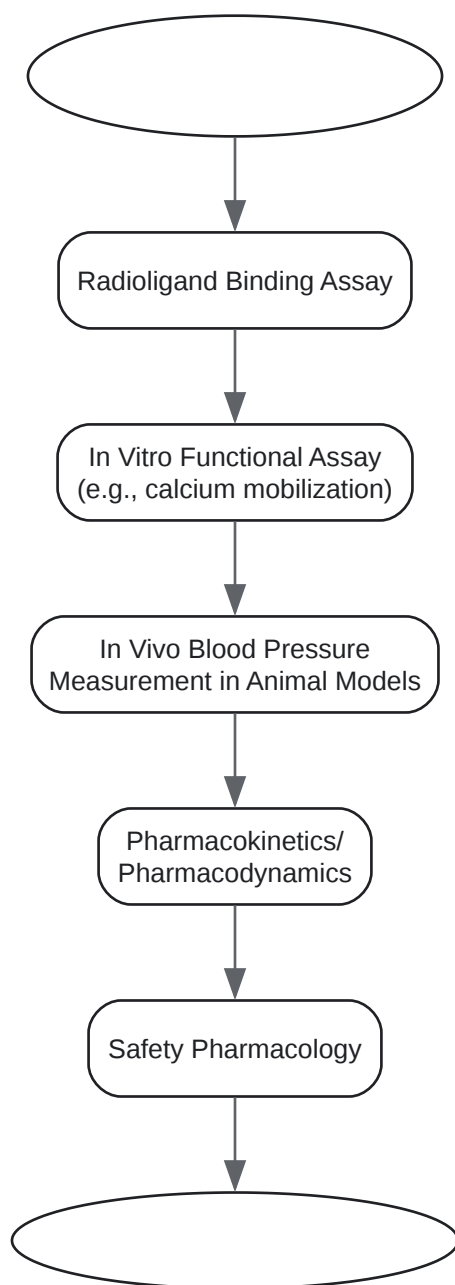 Radioligand Binding Assay
In Vitro Functional Assay
(e.g., calcium mobilization)
In Vivo Blood Pressure
Measurement in Animal Models
Pharmacokinetics/
Pharmacodynamics
Safety Pharmacology